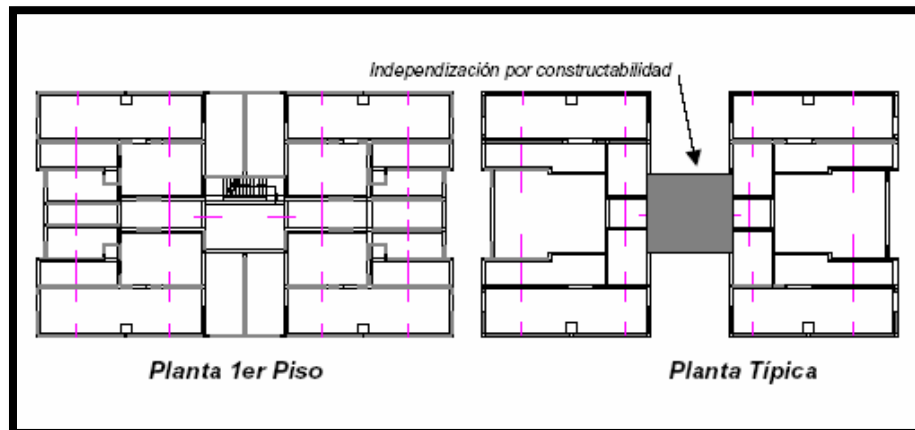 Independización por constructabilidad
Planta 1er Piso
Planta Típica